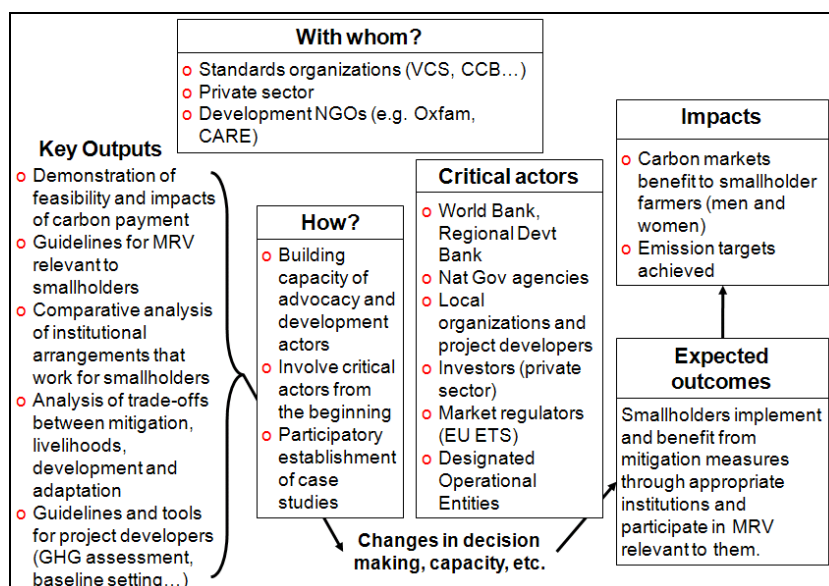 With whom?
o Standards organizations (VCS, CCB…)
o Private sector
o Development NGOs (e.g. Oxfam,
CARE)
Key Outputs
o Demonstration of
feasibility and impacts
of carbon payment
o Guidelines for MRV
relevant to
smallholders
o Comparative analysis
of institutional
arrangements that
work for smallholders
o Analysis of trade-offs
between mitigation,
livelihoods,
development and
adaptation
o Guidelines and tools
for project developers
(GHG assessment,
baseline setting…)
How?
o Building
capacity of
advocacy and
development
actors
o Involve critical
actors from
the beginning
o Participatory
establishment
of case
studies
Critical actors
o World Bank,
Regional Devt
Bank
o Nat Gov agencies
o Local
organizations and
project developers
o Investors (private
sector)
o Market regulators
(EU ETS)
o Designated
Operational
Entities
Changes in decision
making, capacity, etc.
Impacts
o Carbon markets
benefit to smallholder
farmers (men and
women)
o Emission targets
achieved
Expected
outcomes
Smallholders implement
and benefit from
mitigation measures
through appropriate
institutions and
participate in MRV
relevant to them.